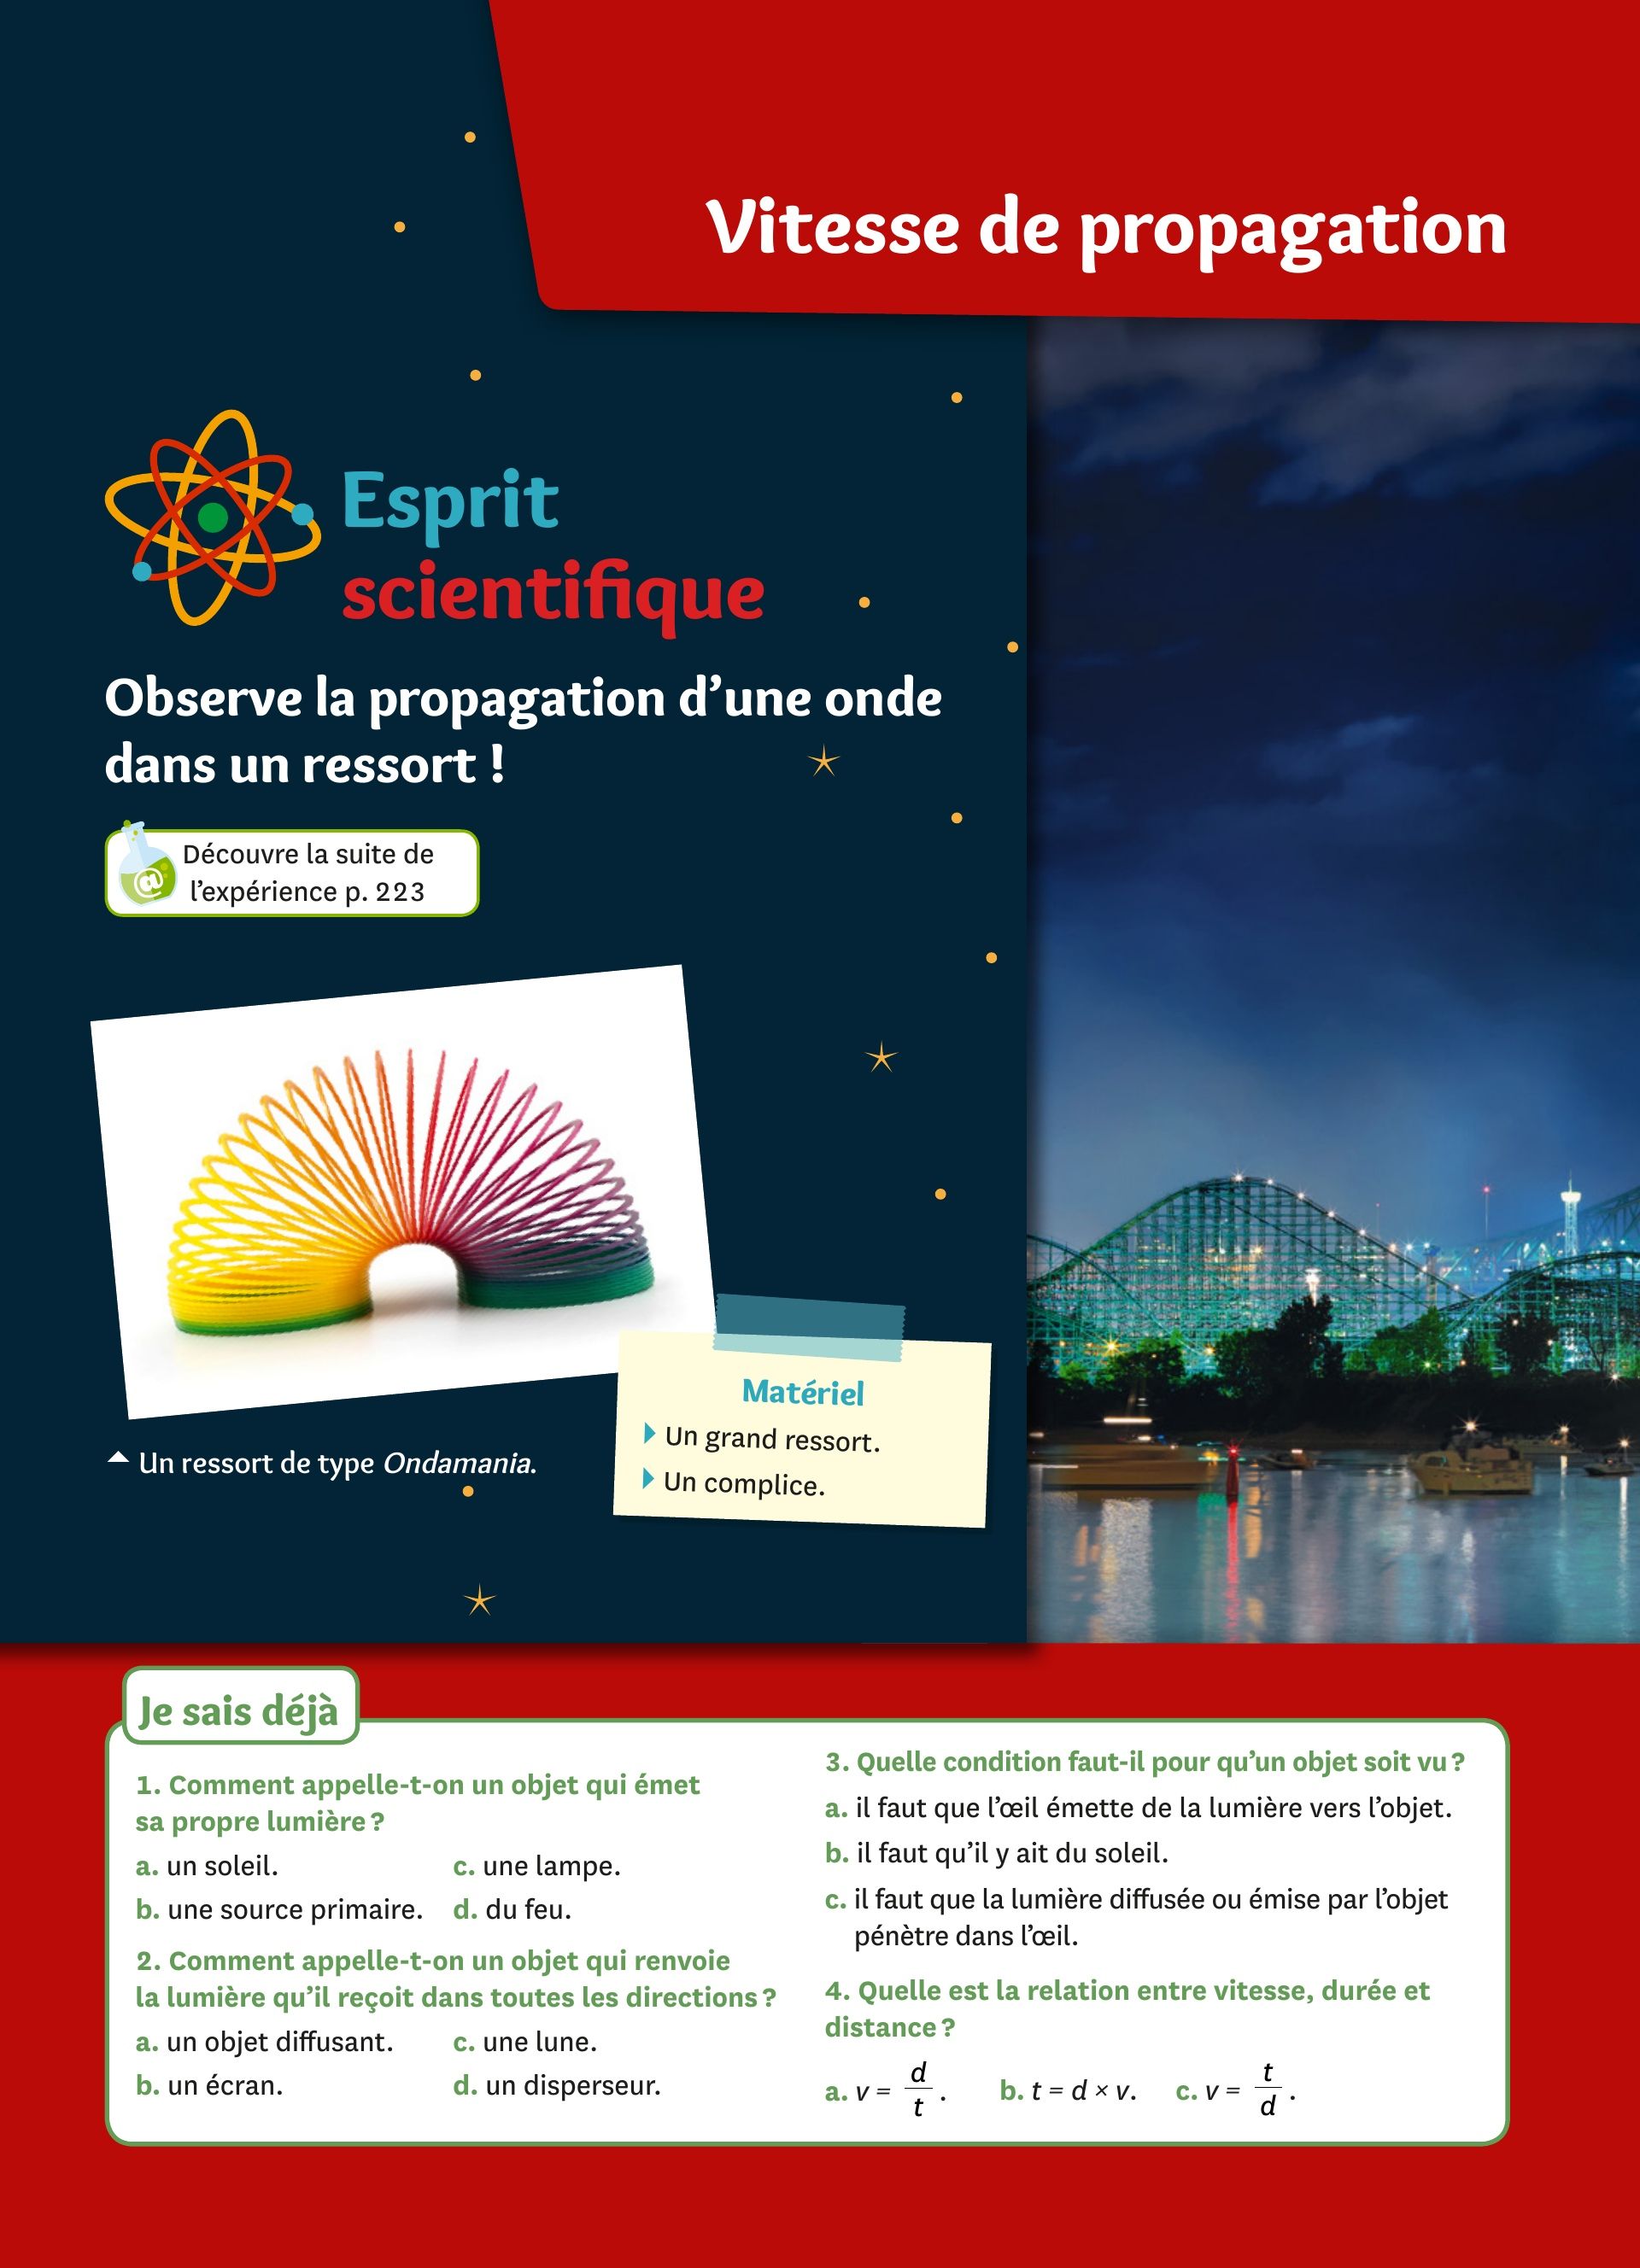 Vitesse de propagation
Esprit
scientifique
Observe la propagation d’une onde
dans un ressort !
@
Découvre la suite de
l’expérience p. 223
Un ressort de type Ondamania.
Matériel
Un grand ressort.
Un complice.
Je sais déjà
1. Comment appelle-t-on un objet qui émet
sa propre lumière ?
a. un soleil.
b. une source primaire.
c. une lampe.
d. du feu.
2. Comment appelle-t-on un objet qui renvoie
la lumière qu’il reçoit dans toutes les directions ?
a. un objet diffusant.
b. un écran.
c. une lune.
d. un disperseur.
3. Quelle condition faut-il pour qu’un objet soit vu ?
a. il faut que l’œil émette de la lumière vers l’objet.
b. il faut qu’il y ait du soleil.
c. il faut que la lumière diffusée ou émise par l’objet
pénètre dans l’œil.
4. Quelle est la relation entre vitesse, durée et
distance ?
a. v = d/t . b. t = d × v. c. v = t/d .